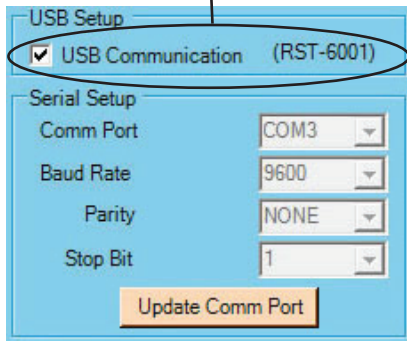 USB Setup
USB Communication (RST-6001)
Serial Setup
Comm Port COM3
Baud Rate 9600
Parity NONE
Stop Bit 1
Update Comm Port